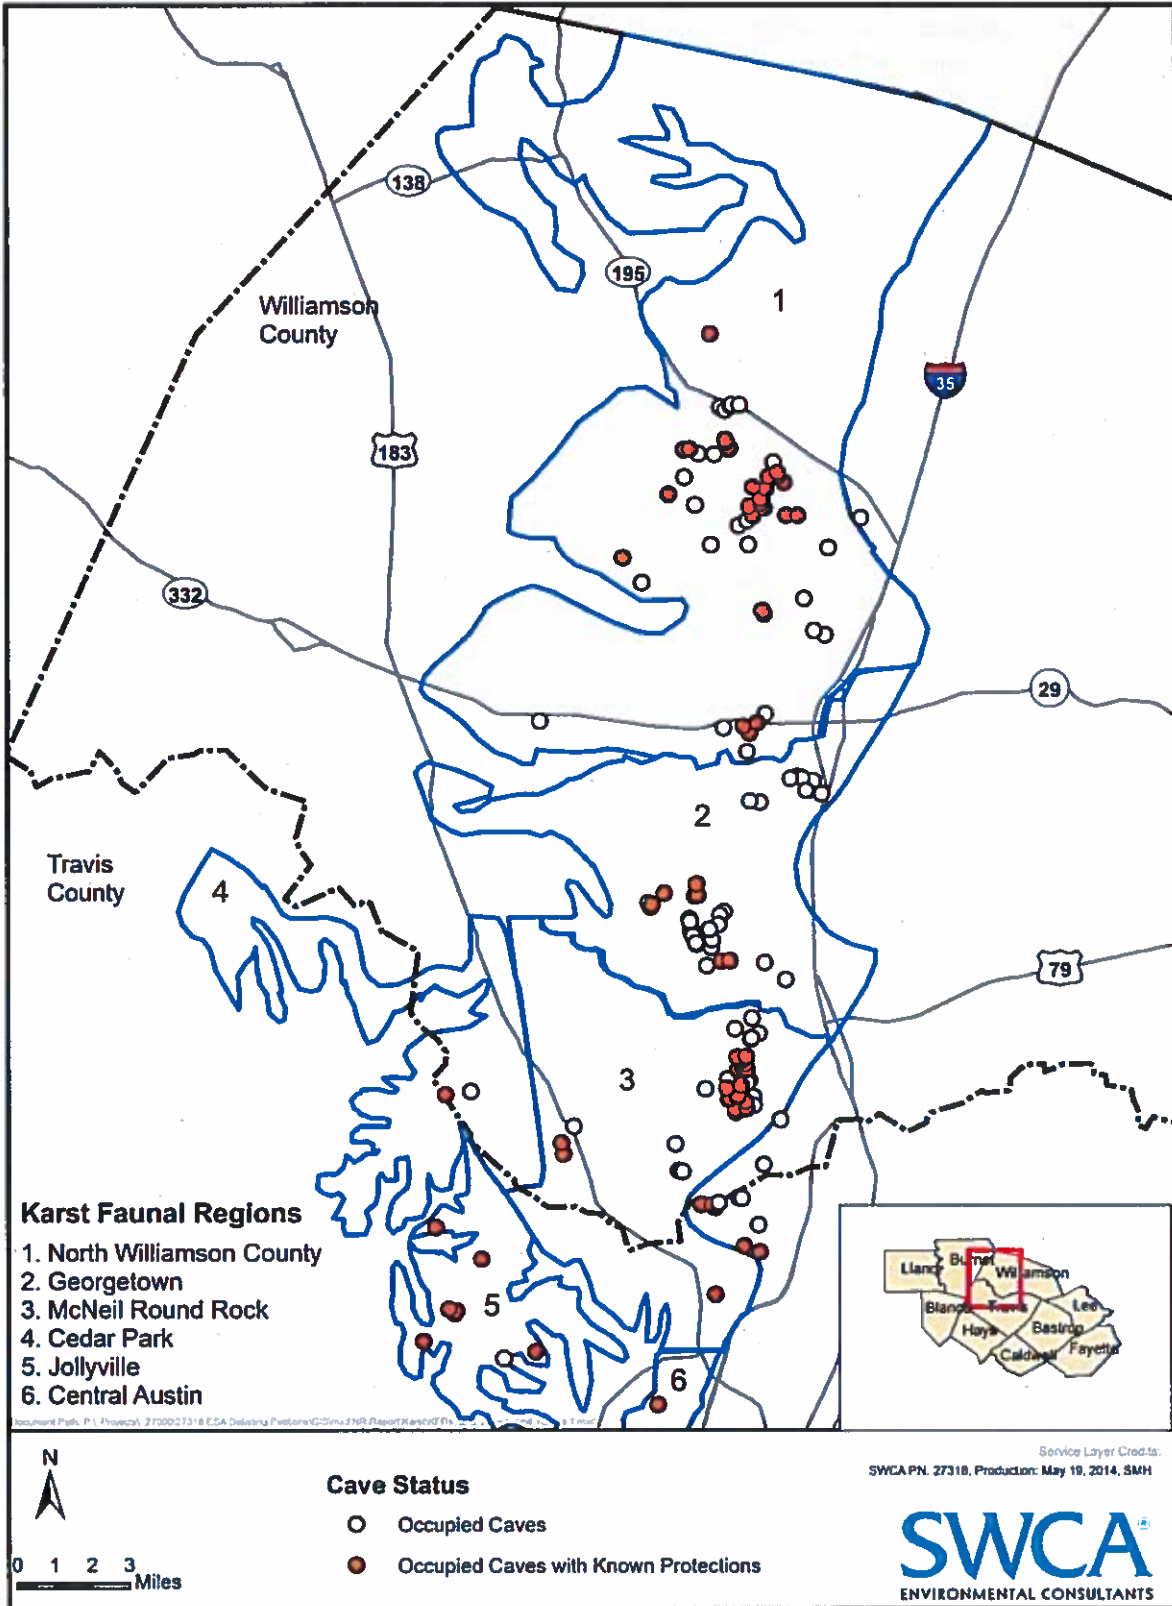 138
195
1
Williamson
County
35
183
332
29
2
Travis
County
4
79
3
Karst Faunal Regions
1. North Williamson County
2. Georgetown
3. McNeil Round Rock
4. Cedar Park
5. Jollyville
6. Central Austin
5
6
Llano
Burnet
Williamson
Blanco
Travis
Lee
Hays
Bastrop
Caldwell
Fayette
N
0 1 2 3
Miles
Cave Status
Occupied Caves
Occupied Caves with Known Protections
Service Layer Credits:
SWCA PN. 27318, Production: May 19, 2014, SMH
SWCA
ENVIRONMENTAL CONSULTANTS